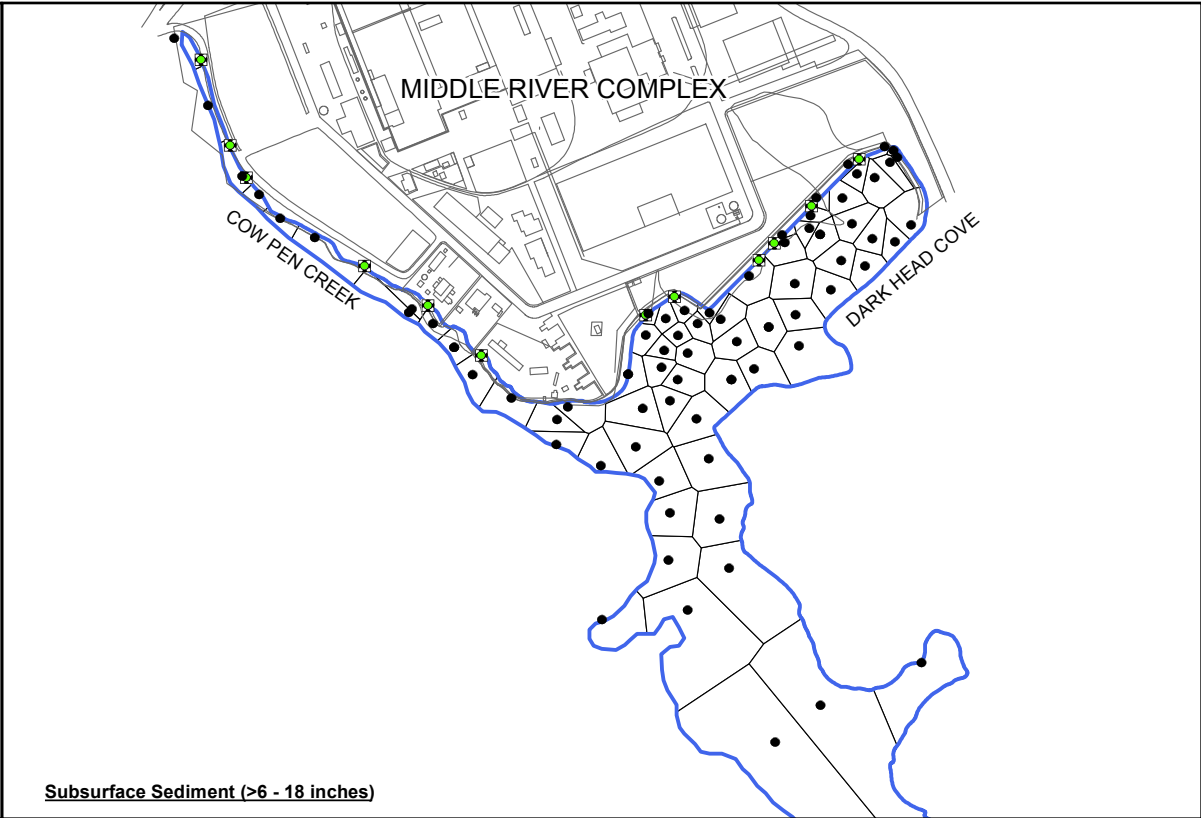 MIDDLE RIVER COMPLEX
COW PEN CREEK
DARK HEAD COVE
Subsurface Sediment (>6 - 18 inches)